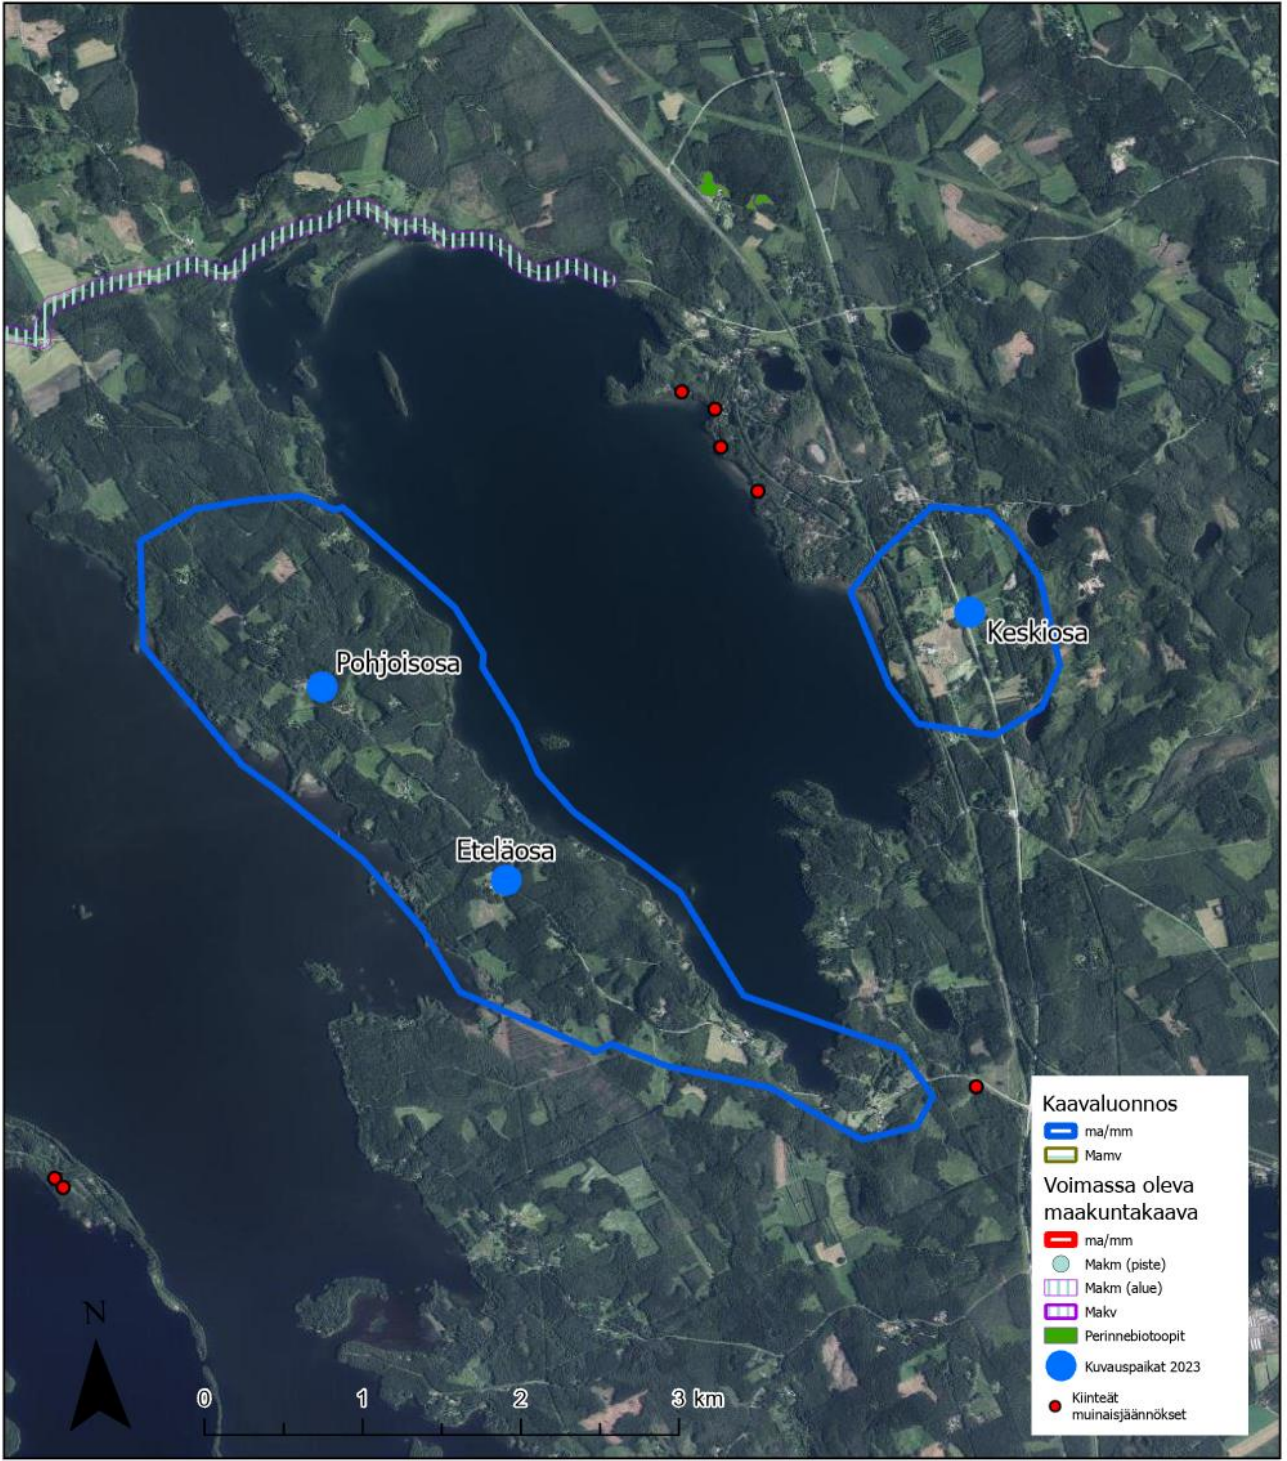 Keskiosa
Pohjoisosa
Eteläosa
Kaavaluonnos
ma/mm
Mamv
Voimassa oleva
maakuntakaava
ma/mm
Makm (piste)
Makm (alue)
Makv
Perinnebiotoopit
Kuvauspaikat 2023
Kiinteät
muinaisjäännökset
N
0 1 2 3 km